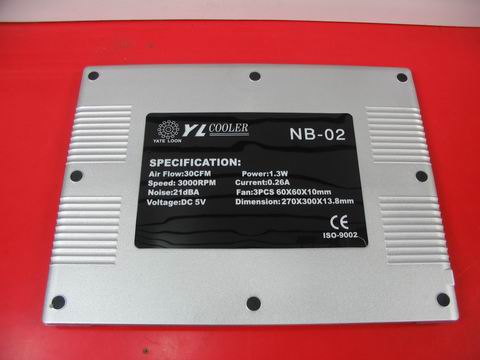 YL COOLER NB-02
YATE LOON
SPECIFICATION:
Air Flow:30CFM Power:1.3W
Speed: 3000RPM Current:0.26A
Noise:21dBA Fan:3PCS 60X60X10mm
Voltage:DC 5V Dimension:270X300X13.8mm
CE
ISO-9002